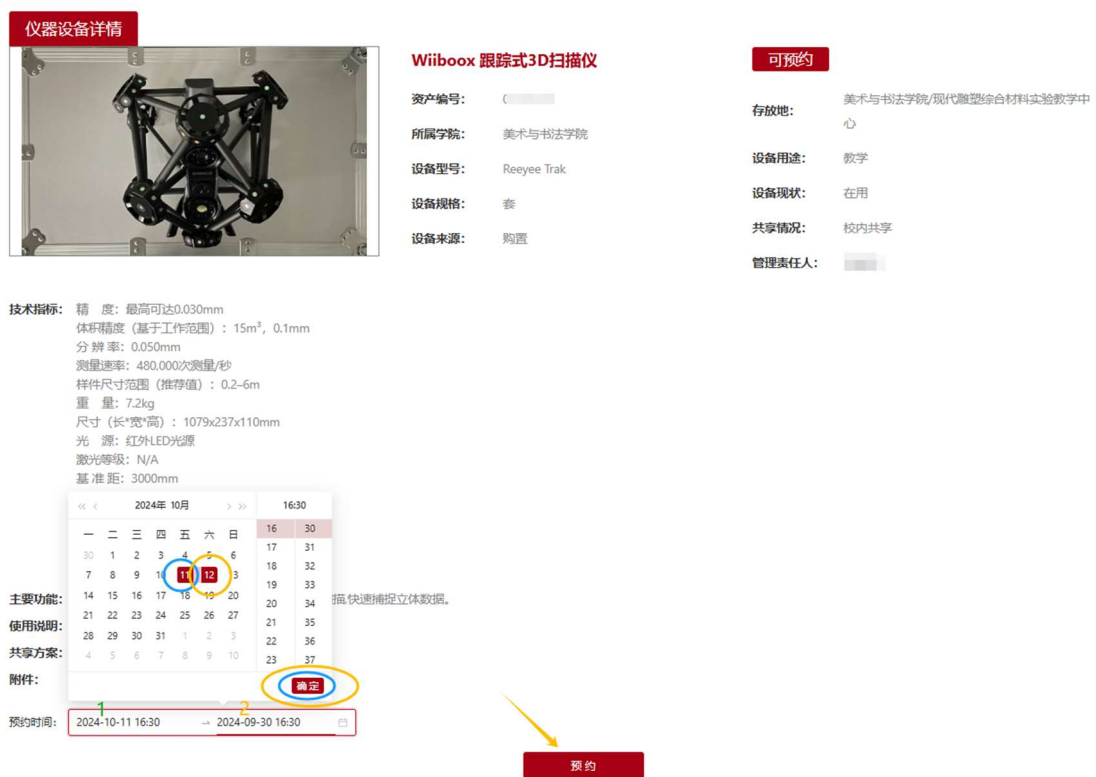 仪器设备详情
Wiiboox 跟踪式3D扫描仪
可预约
资产编号：
所属学院： 美术与书法学院
设备型号： Reeyee Trak
设备规格： 套
设备来源： 购置
存放地： 美术与书法学院/现代雕塑综合材料实验教学中
心
设备用途： 教学
设备现状： 在用
共享情况： 校内共享
管理责任人：
技术指标： 精 度：最高可达0.030mm
体积精度（基于工作范围）：15m³，0.1mm
分 辨 率：0.050mm
测量速率：480,000次测量/秒
样件尺寸范围（推荐值）：0.2–6m
重 量：7.2kg
尺寸（长*宽*高）：1079x237x110mm
光 源：红外LED光源
激光等级：N/A
基 准 距：3000mm
« ‹ 2024年 10月 › » 16:30
一 二 三 四 五 六 日 16 30
30 1 2 3 4 5 6 17 31
7 8 9 10 11 12 13 18 32
14 15 16 17 18 19 20 19 33
21 22 23 24 25 26 27 20 34
28 29 30 31 1 2 3 21 35
4 5 6 7 8 9 10 22 36
23 37
确定
主要功能： 描,快速捕捉立体数据。
使用说明：
共享方案：
附件：
1 2
预约时间： 2024-10-11 16:30 → 2024-09-30 16:30
预 约